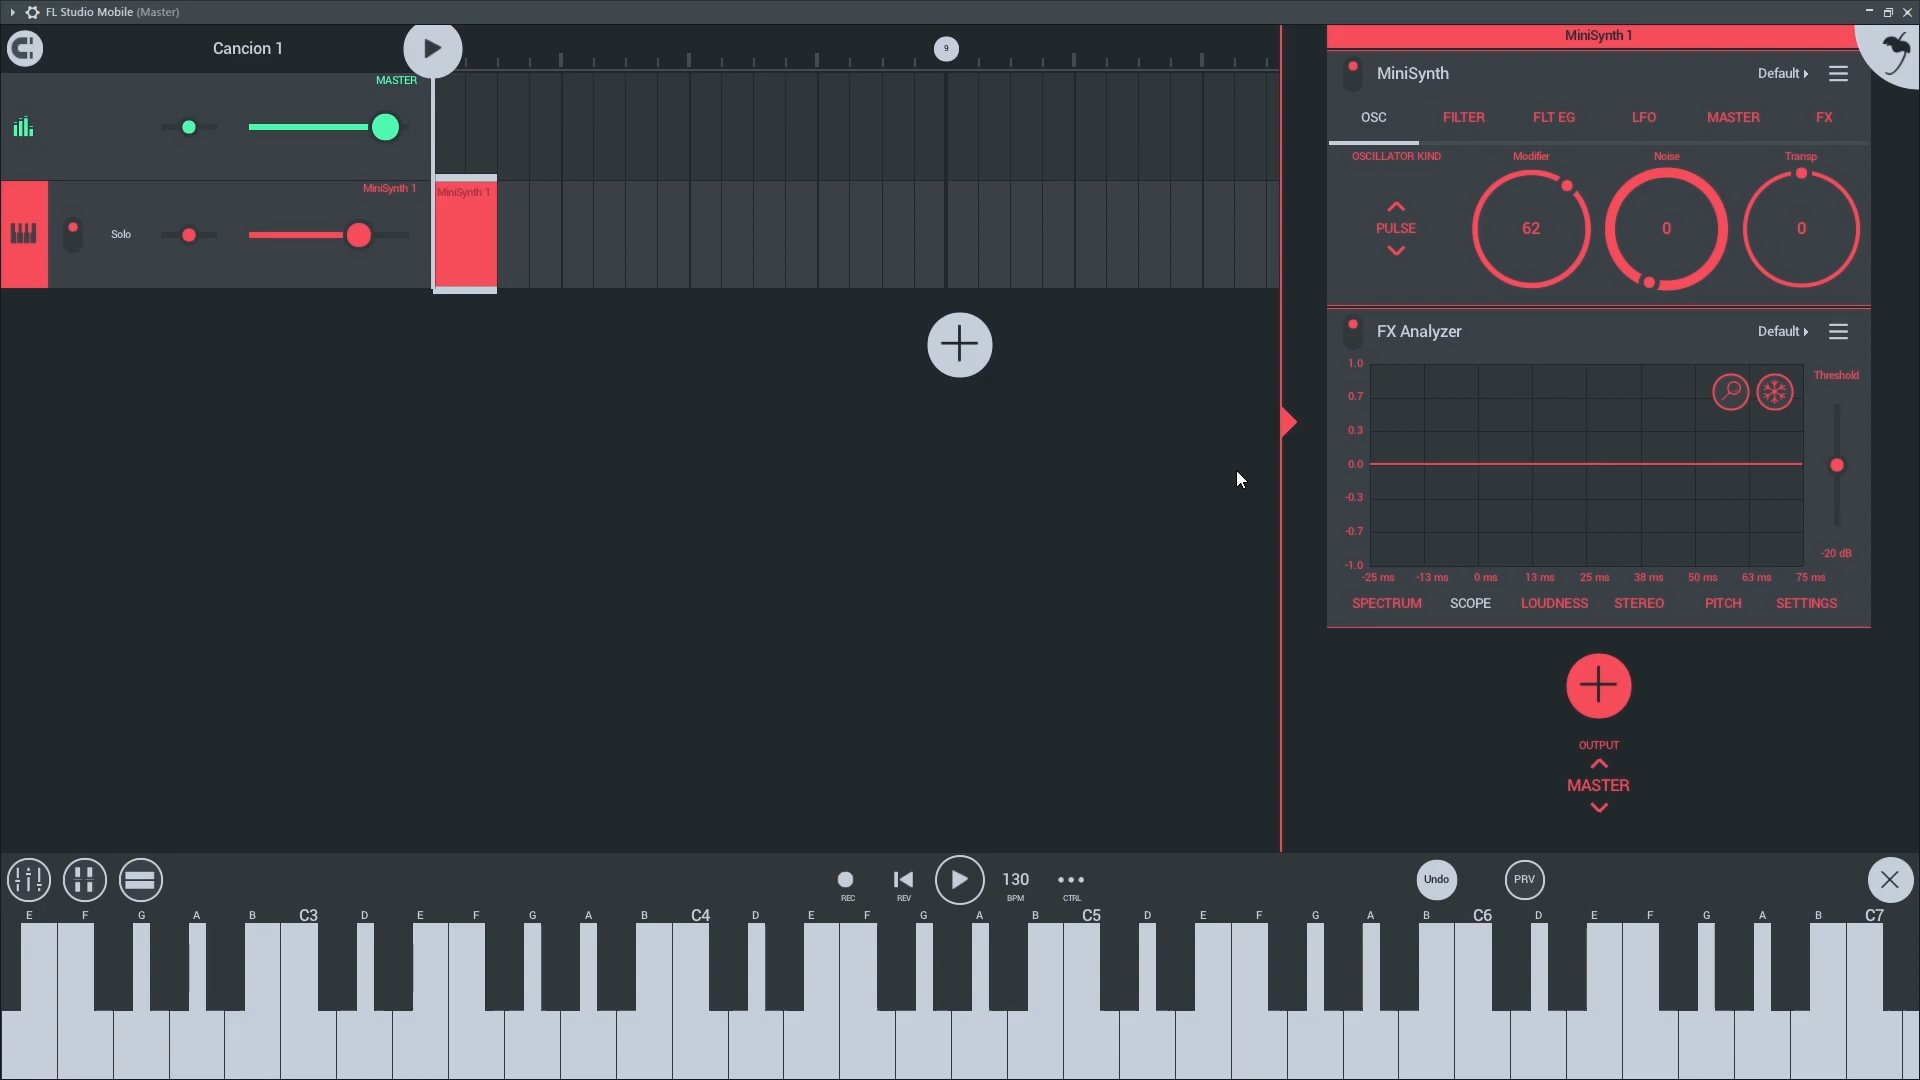 FL Studio Mobile (Master)
Cancion 1
9
MASTER
MiniSynth 1
Solo
MiniSynth 1
MiniSynth 1
MiniSynth
Default
OSC FILTER FLT EG LFO MASTER FX
OSCILLATOR KIND Modifier Noise Transp
PULSE 62 0 0
FX Analyzer
Default
1.0
0.7
0.3
0.0
-0.3
-0.7
-1.0
Threshold
-20 dB
-25 ms -13 ms 0 ms 13 ms 25 ms 38 ms 50 ms 63 ms 75 ms
SPECTRUM SCOPE LOUDNESS STEREO PITCH SETTINGS
OUTPUT
MASTER
REC REV 130 BPM CTRL
Undo PRV
E F G A B C3 D E F G A B C4 D E F G A B C5 D E F G A B C6 D E F G A B C7